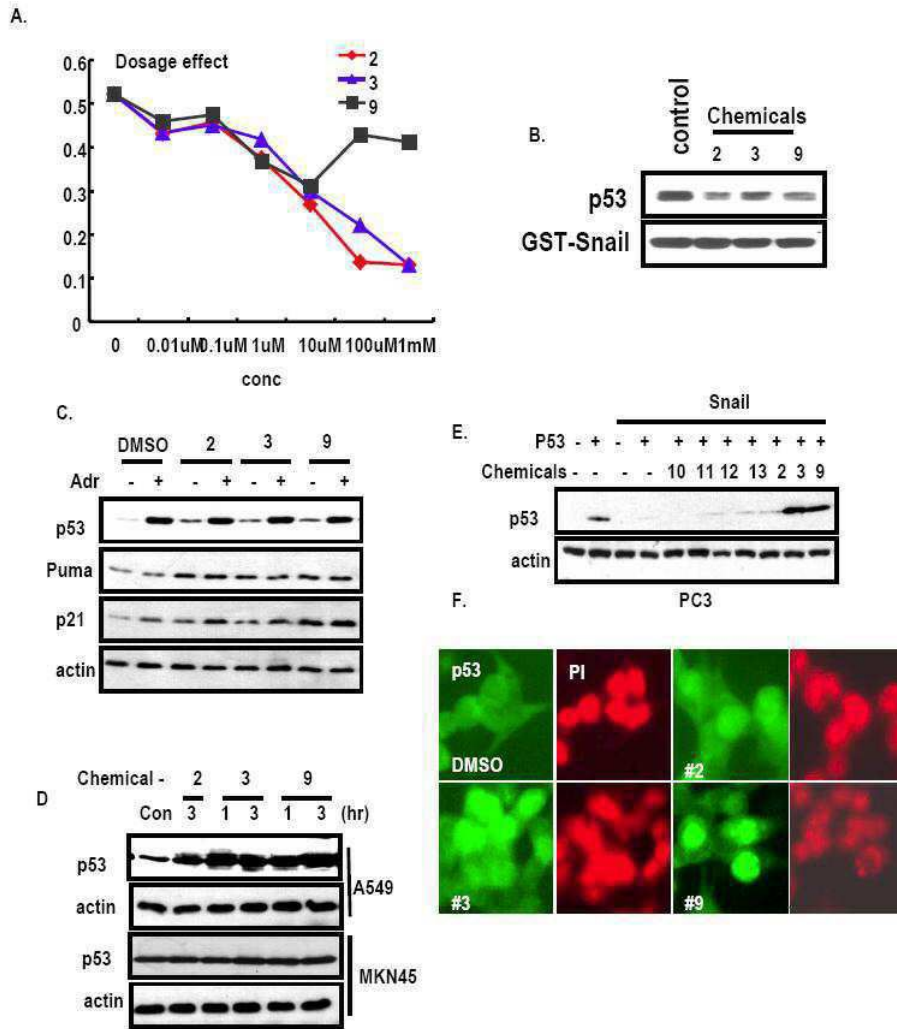 A.
Dosage effect
2
3
9
0.6
0.5
0.4
0.3
0.2
0.1
0
0 0.01uM 0.1uM 1uM 10uM 100uM 1mM
conc
B.
control
Chemicals
2 3 9
p53
GST-Snail
C.
DMSO 2 3 9
Adr - + - + - + - +
p53
Puma
p21
actin
D
Chemical - 2 3 9
Con 3 1 3 1 3 (hr)
p53
actin
A549
p53
actin
MKN45
E.
Snail
P53 - + - + + + + + + + +
Chemicals - - - - 10 11 12 13 2 3 9
p53
actin
F.
PC3
p53 PI
DMSO #2
#3 #9